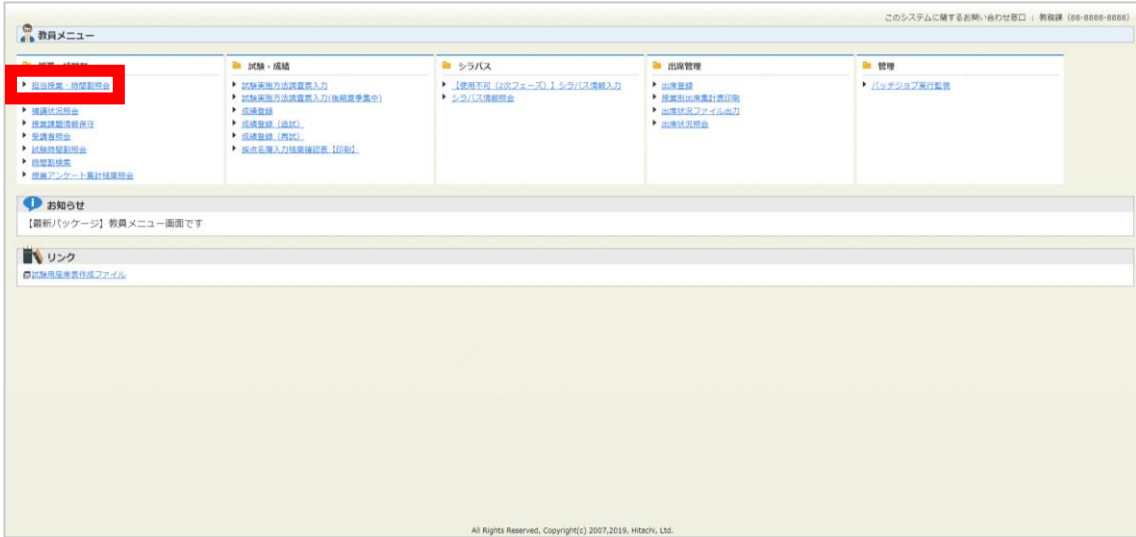 このシステムに関するお問い合わせ窓口 : 教務課 (88-8888-8888)
教員メニュー
試験・成績
シラバス
出席管理
管理
担当授業・時間割照会
補講状況照会
授業課題情報保守
受講者照会
試験時間割照会
時間割検索
授業アンケート集計結果照会
試験実施方法調査票入力
試験実施方法調査票入力(後期夏季集中)
成績登録
成績登録（追試）
成績登録（再試）
採点名簿入力結果確認表【印刷】
【使用不可（2次フェーズ）】シラバス情報入力
シラバス情報照会
出席登録
授業別出席集計表印刷
出席状況ファイル出力
出席状況照会
バッチジョブ実行監視
お知らせ
【最新パッケージ】教員メニュー画面です
リンク
試験用座席表作成ファイル
All Rights Reserved, Copyright(c) 2007,2019, Hitachi, Ltd.